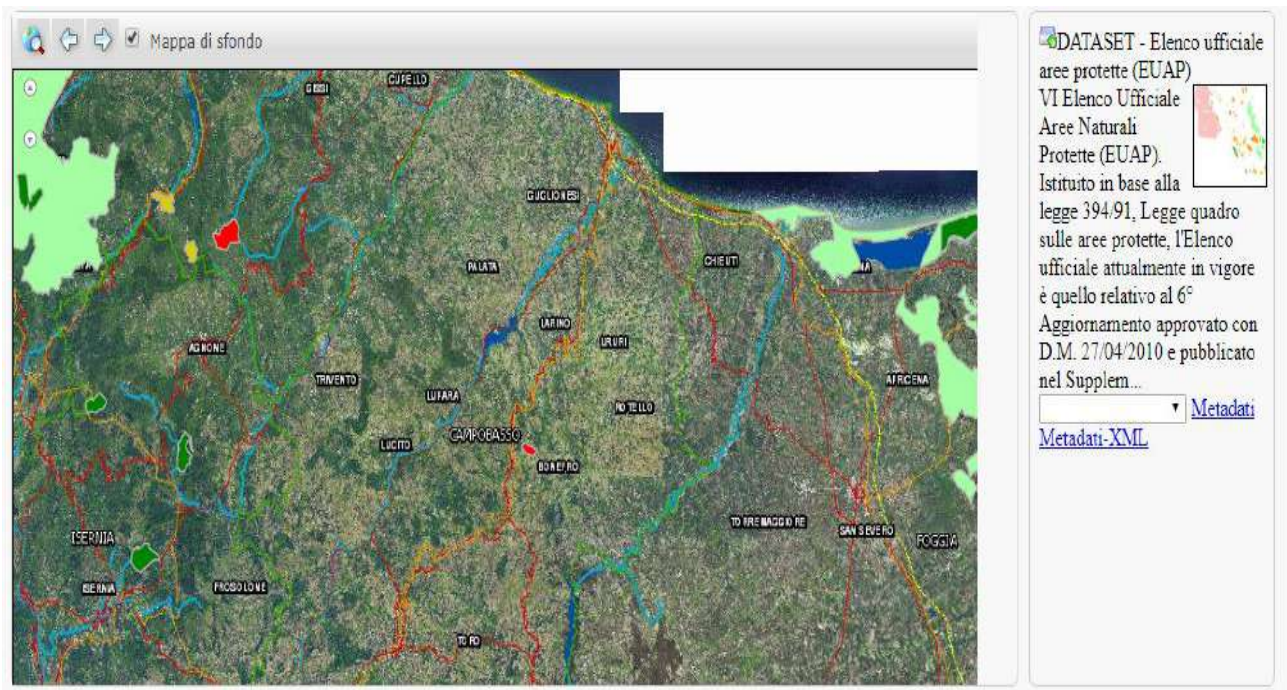 Mappa di sfondo
GESSI
CUPELLO
GUGLIONESI
PALATA
CHIEUTI
LARINO
URURI
AGNONE
TRIVENTO
LUPARA
ROTELLO
APRICENA
LUCITO
CAMPOBASSO
BONEFRO
TORREMAGGIORE
SAN SEVERO
FOGGIA
ISERNIA
ISERNIA
FROSOLONE
TORO
DATASET - Elenco ufficiale
aree protette (EUAP)
VI Elenco Ufficiale
Aree Naturali
Protette (EUAP).
Istituito in base alla
legge 394/91, Legge quadro
sulle aree protette, l'Elenco
ufficiale attualmente in vigore
è quello relativo al 6°
Aggiornamento approvato con
D.M. 27/04/2010 e pubblicato
nel Supplem...
Metadati
Metadati-XML